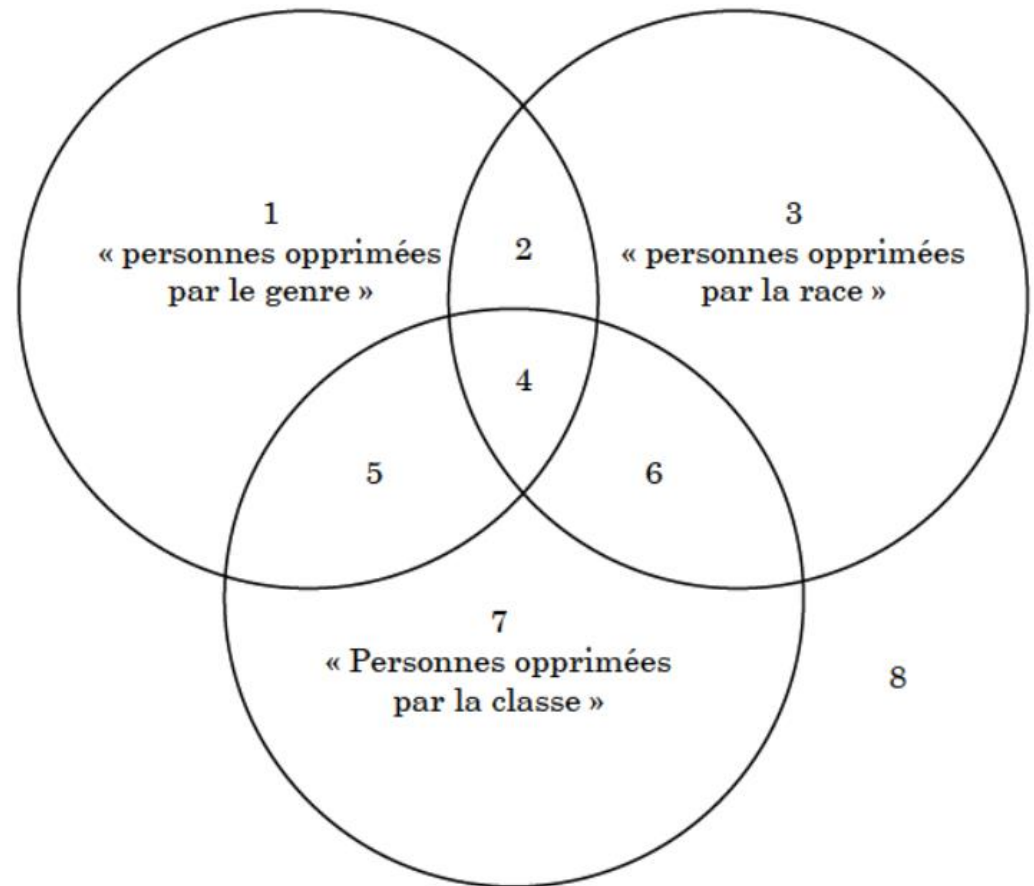 1
« personnes opprimées
par le genre »
2
3
« personnes opprimées
par la race »
4
5
6
7
« Personnes opprimées
par la classe »
8